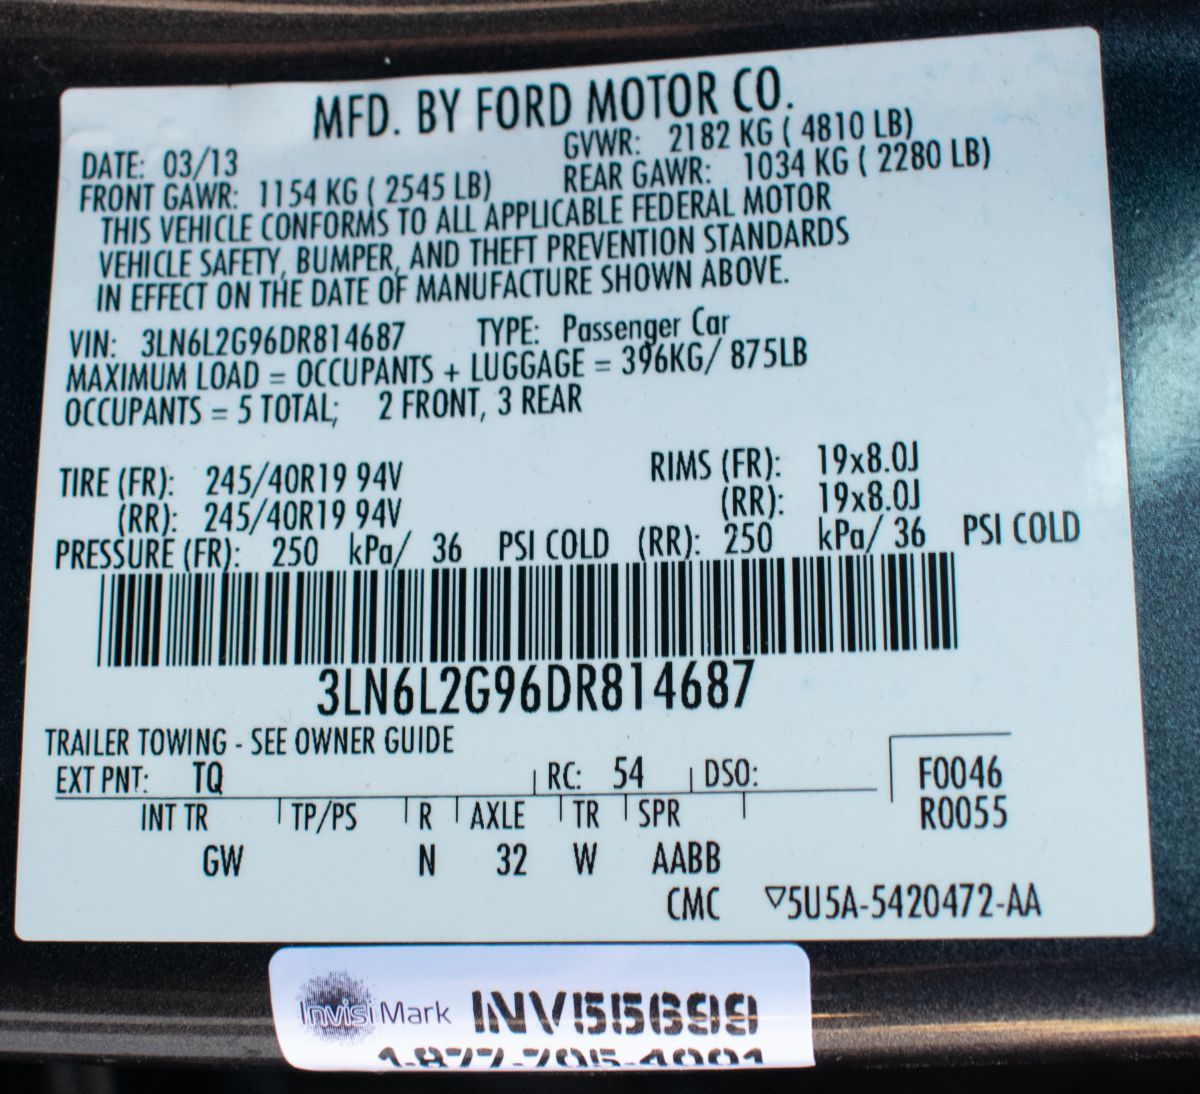 MFD. BY FORD MOTOR CO.
DATE: 03/13 GVWR: 2182 KG ( 4810 LB)
FRONT GAWR: 1154 KG ( 2545 LB) REAR GAWR: 1034 KG ( 2280 LB)
THIS VEHICLE CONFORMS TO ALL APPLICABLE FEDERAL MOTOR
VEHICLE SAFETY, BUMPER, AND THEFT PREVENTION STANDARDS
IN EFFECT ON THE DATE OF MANUFACTURE SHOWN ABOVE.
VIN: 3LN6L2G96DR814687 TYPE: Passenger Car
MAXIMUM LOAD = OCCUPANTS + LUGGAGE = 396KG/ 875LB
OCCUPANTS = 5 TOTAL; 2 FRONT, 3 REAR
TIRE (FR): 245/40R19 94V RIMS (FR): 19x8.0J
(RR): 245/40R19 94V (RR): 19x8.0J
PRESSURE (FR): 250 kPa/ 36 PSI COLD (RR): 250 kPa/ 36 PSI COLD
3LN6L2G96DR814687
TRAILER TOWING - SEE OWNER GUIDE
EXT PNT: TQ RC: 54 DSO: F0046
INT TR TP/PS R AXLE TR SPR R0055
GW N 32 W AABB
CMC ▽5U5A-5420472-AA
InvisiMark INV55699
1-877-705-4001